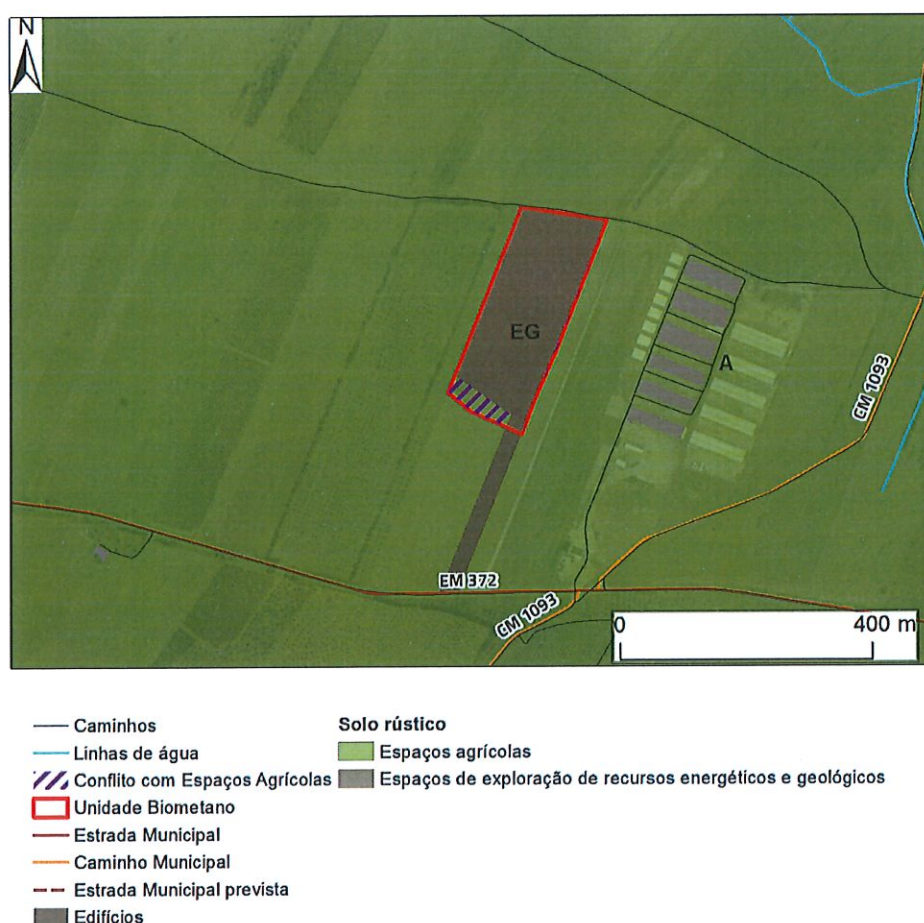 N
EG
A
CM 1093
EM 372
CM 1093
0 400 m
Caminhos
Linhas de água
Conflito com Espaços Agrícolas
Unidade Biometano
Estrada Municipal
Caminho Municipal
Estrada Municipal prevista
Edifícios
Solo rústico
Espaços agrícolas
Espaços de exploração de recursos energéticos e geológicos